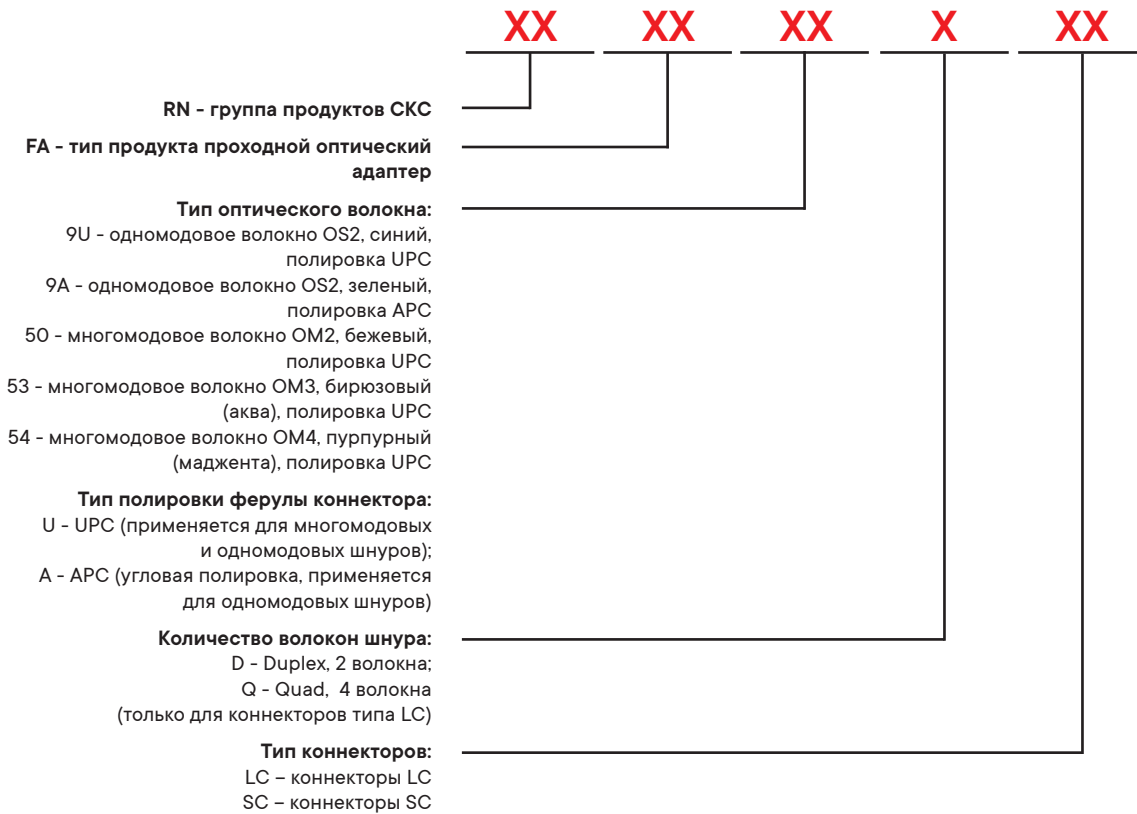 XX XX XX X XX
RN - группа продуктов СКС
FA - тип продукта проходной оптический
адаптер
Тип оптического волокна:
9U - одномодовое волокно OS2, синий,
полировка UPC
9A - одномодовое волокно OS2, зеленый,
полировка APC
50 - многомодовое волокно OM2, бежевый,
полировка UPC
53 - многомодовое волокно OM3, бирюзовый
(аква), полировка UPC
54 - многомодовое волокно OM4, пурпурный
(маджента), полировка UPC
Тип полировки ферулы коннектора:
U - UPC (применяется для многомодовых
и одномодовых шнуров);
A - APC (угловая полировка, применяется
для одномодовых шнуров)
Количество волокон шнура:
D - Duplex, 2 волокна;
Q - Quad, 4 волокна
(только для коннекторов типа LC)
Тип коннекторов:
LC – коннекторы LC
SC – коннекторы SC